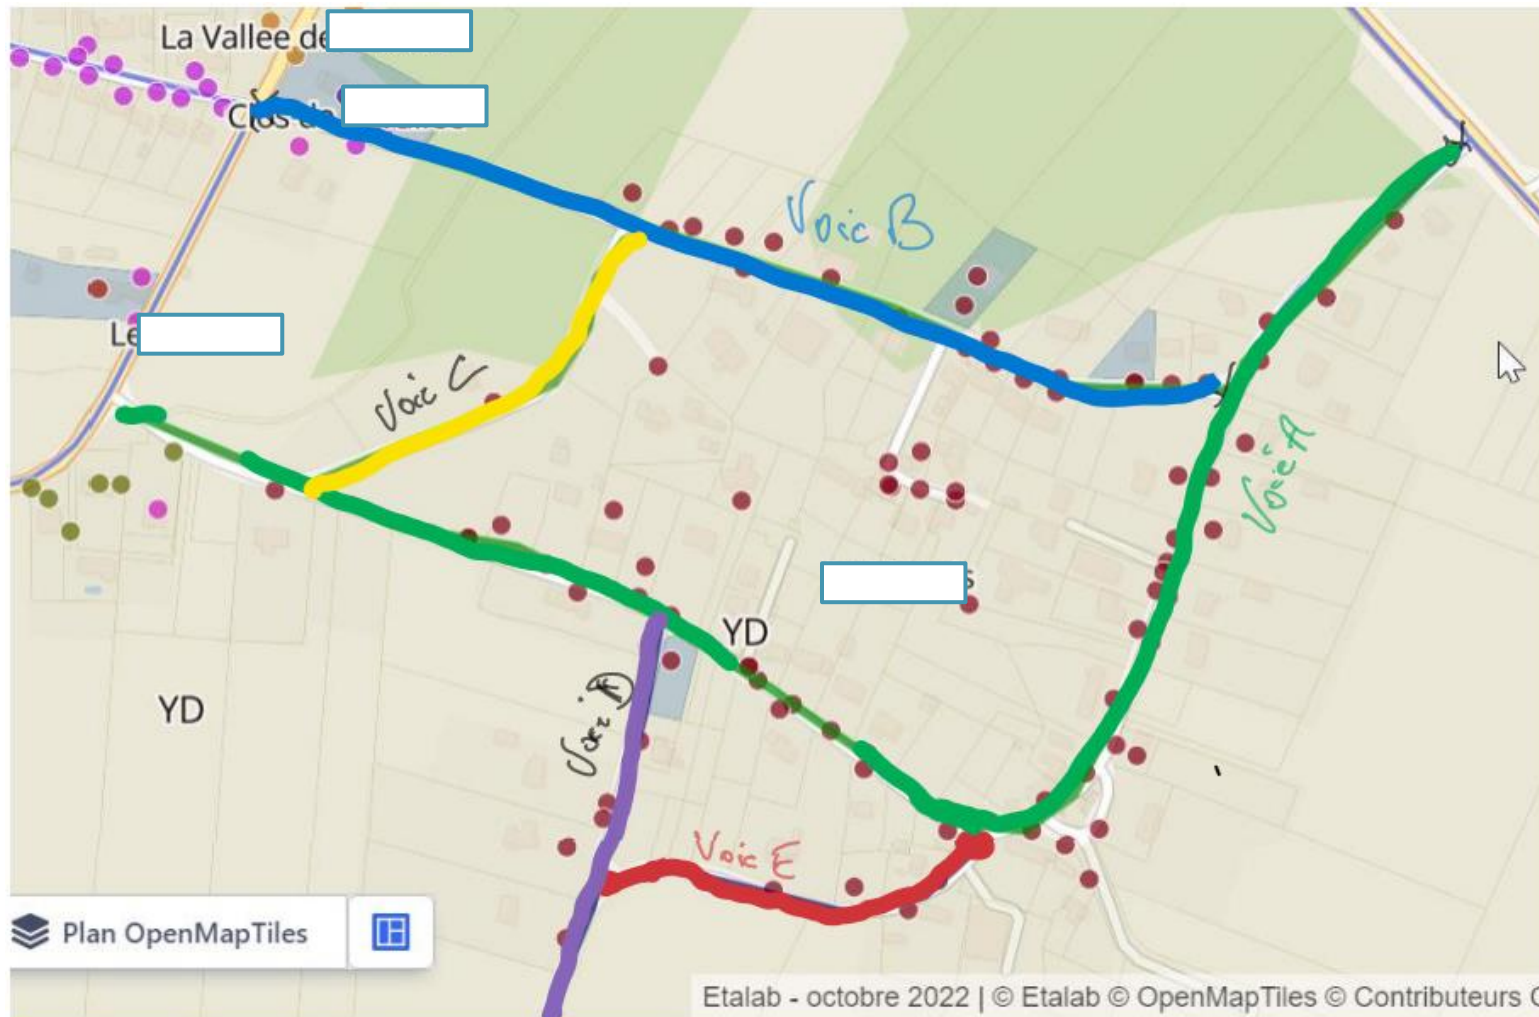 La Vallee de
Clos de
Voie B
Le
Voie C
Voie A
YD
s
Voie D
YD
Voie E
Plan OpenMapTiles
Etalab - octobre 2022 | © Etalab © OpenMapTiles © Contributeurs